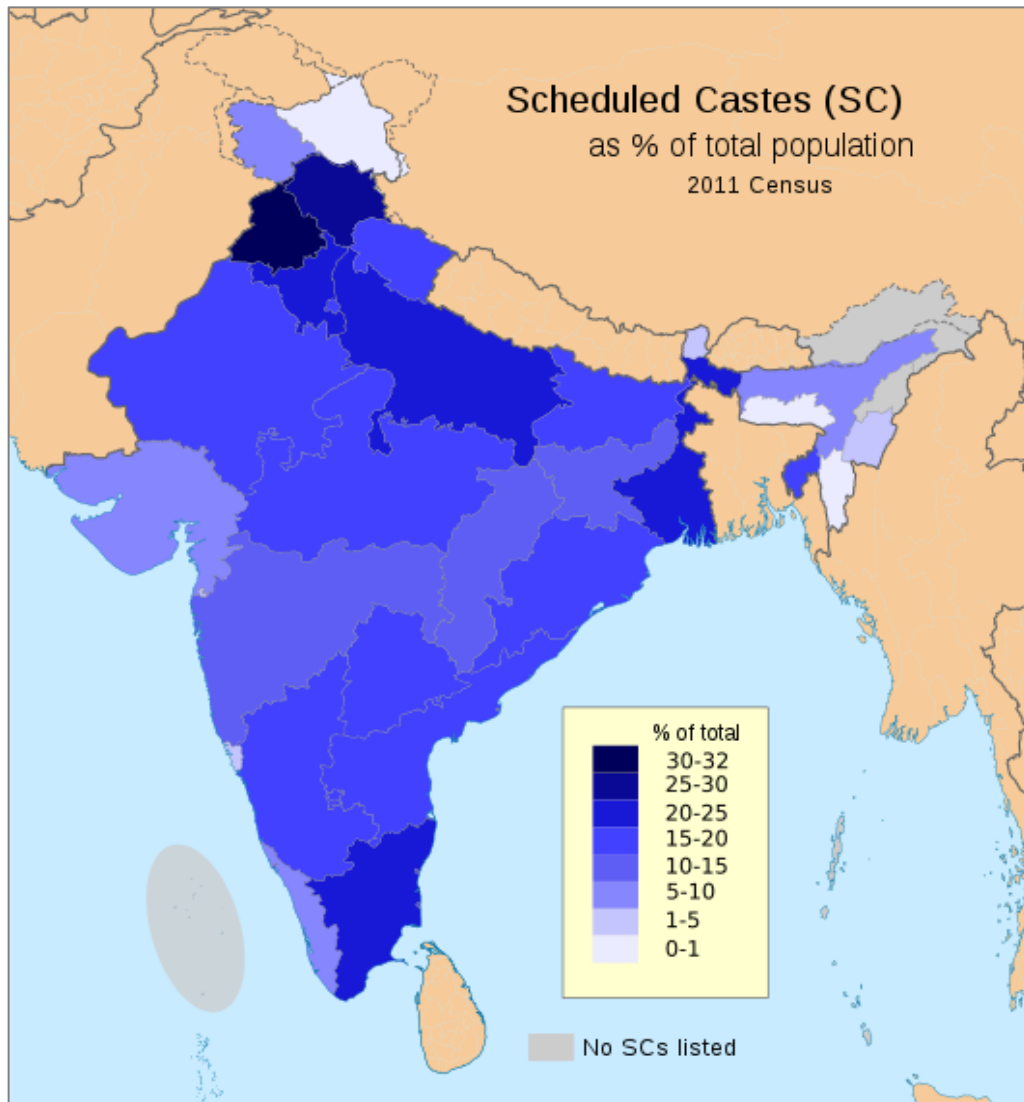 Scheduled Castes (SC)
as % of total population
2011 Census
% of total
30-32
25-30
20-25
15-20
10-15
5-10
1-5
0-1
No SCs listed